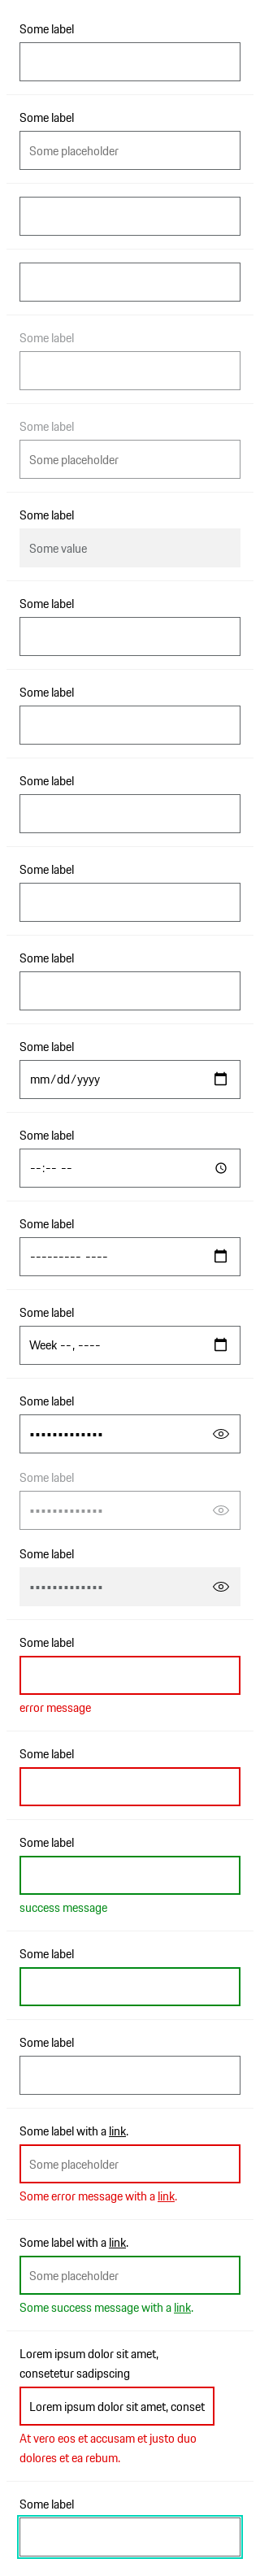 Some label
Some label
Some placeholder
Some label
Some label
Some placeholder
Some label
Some value
Some label
Some label
Some label
Some label
Some label
Some label
mm/dd/yyyy
Some label
--:-- --
Some label
--------- ----
Some label
Week --, ----
Some label
•••••••••••••
Some label
•••••••••••••
Some label
•••••••••••••
Some label
error message
Some label
Some label
success message
Some label
Some label
Some label with a link.
Some placeholder
Some error message with a link.
Some label with a link.
Some placeholder
Some success message with a link.
Lorem ipsum dolor sit amet,
consetetur sadipscing
Lorem ipsum dolor sit amet, conset
At vero eos et accusam et justo duo
dolores et ea rebum.
Some label